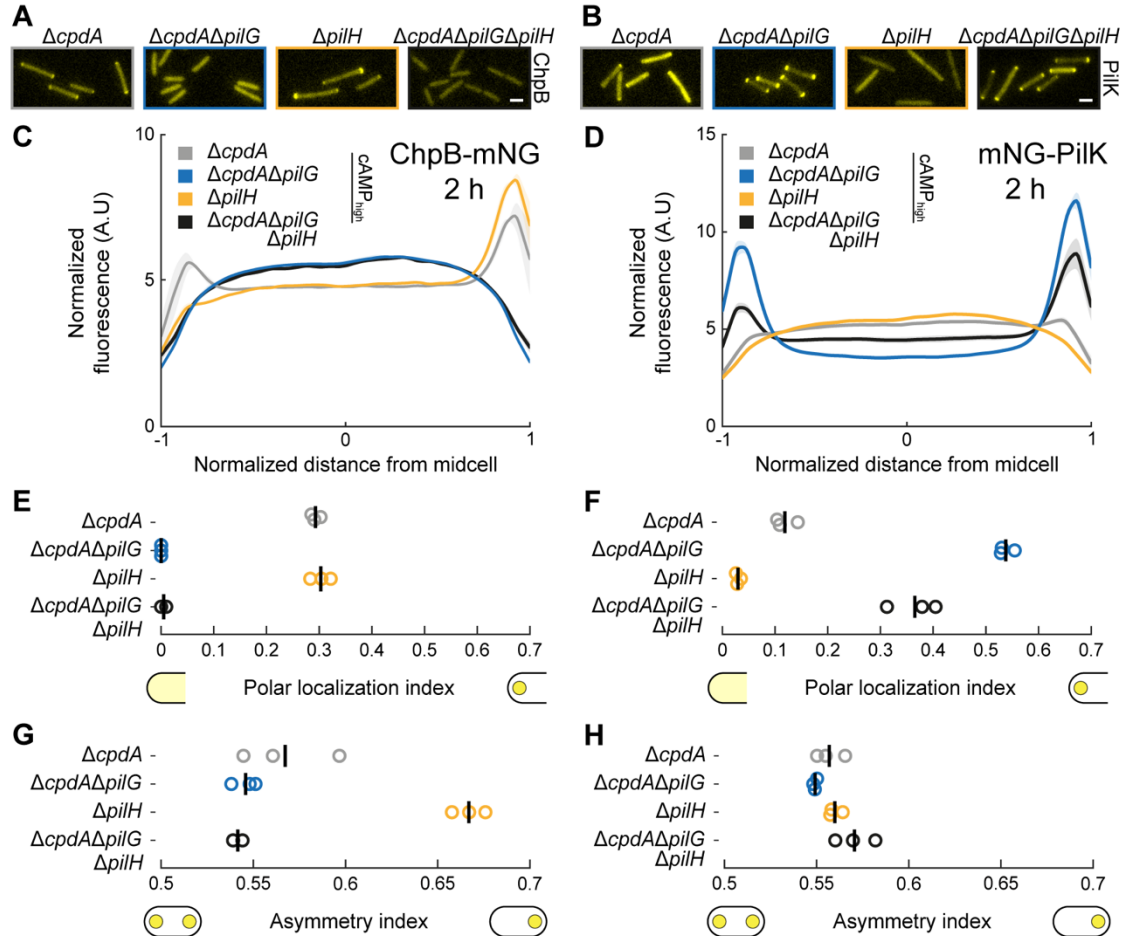 A
ΔcpdA
ΔcpdAΔpilG
ΔpilH
ΔcpdAΔpilGΔpilH
ChpB
B
ΔcpdA
ΔcpdAΔpilG
ΔpilH
ΔcpdAΔpilGΔpilH
PilK
C
10
5
0
Normalized
fluorescence (A.U)
ΔcpdA
ΔcpdAΔpilG
ΔpilH
ΔcpdAΔpilG
ΔpilH
cAMPhigh
ChpB-mNG
2 h
-1
0
1
Normalized distance from midcell
D
15
10
5
0
Normalized
fluorescence (A.U)
ΔcpdA
ΔcpdAΔpilG
ΔpilH
ΔcpdAΔpilG
ΔpilH
cAMPhigh
mNG-PilK
2 h
-1
0
1
Normalized distance from midcell
E
ΔcpdA
ΔcpdAΔpilG
ΔpilH
ΔcpdAΔpilG
ΔpilH
0 0.1 0.2 0.3 0.4 0.5 0.6 0.7
Polar localization index
F
ΔcpdA
ΔcpdAΔpilG
ΔpilH
ΔcpdAΔpilG
ΔpilH
0 0.1 0.2 0.3 0.4 0.5 0.6 0.7
Polar localization index
G
ΔcpdA
ΔcpdAΔpilG
ΔpilH
ΔcpdAΔpilG
ΔpilH
0.5 0.55 0.6 0.65 0.7
Asymmetry index
H
ΔcpdA
ΔcpdAΔpilG
ΔpilH
ΔcpdAΔpilG
ΔpilH
0.5 0.55 0.6 0.65 0.7
Asymmetry index